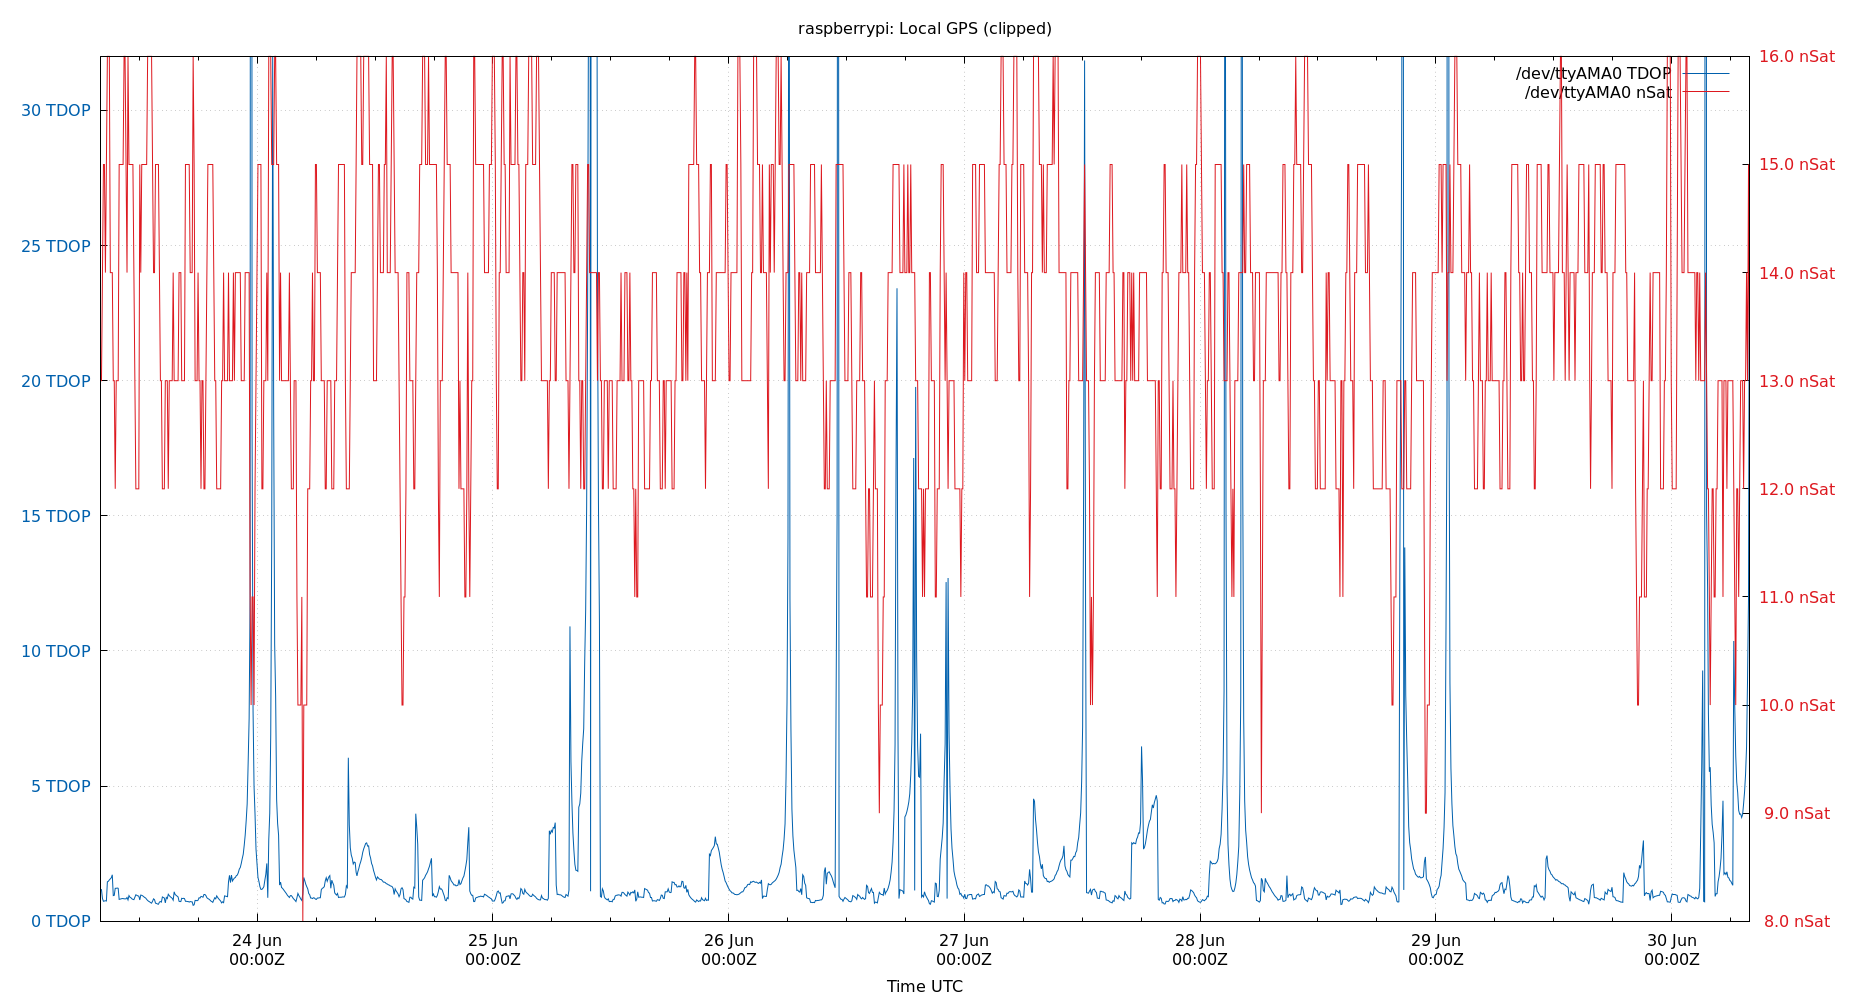 raspberrypi: Local GPS (clipped)
16.0 nSat
/dev/ttyAMA0 TDOP
/dev/ttyAMA0 nSat
30 TDOP
15.0 nSat
25 TDOP
14.0 nSat
20 TDOP
13.0 nSat
12.0 nSat
15 TDOP
11.0 nSat
10 TDOP
10.0 nSat
5 TDOP
9.0 nSat
0 TDOP
8.0 nSat
24 Jun 25 Jun 26 Jun 27 Jun 28 Jun 29 Jun 30 Jun
00:00Z 00:00Z 00:00Z 00:00Z 00:00Z 00:00Z 00:00Z
Time UTC